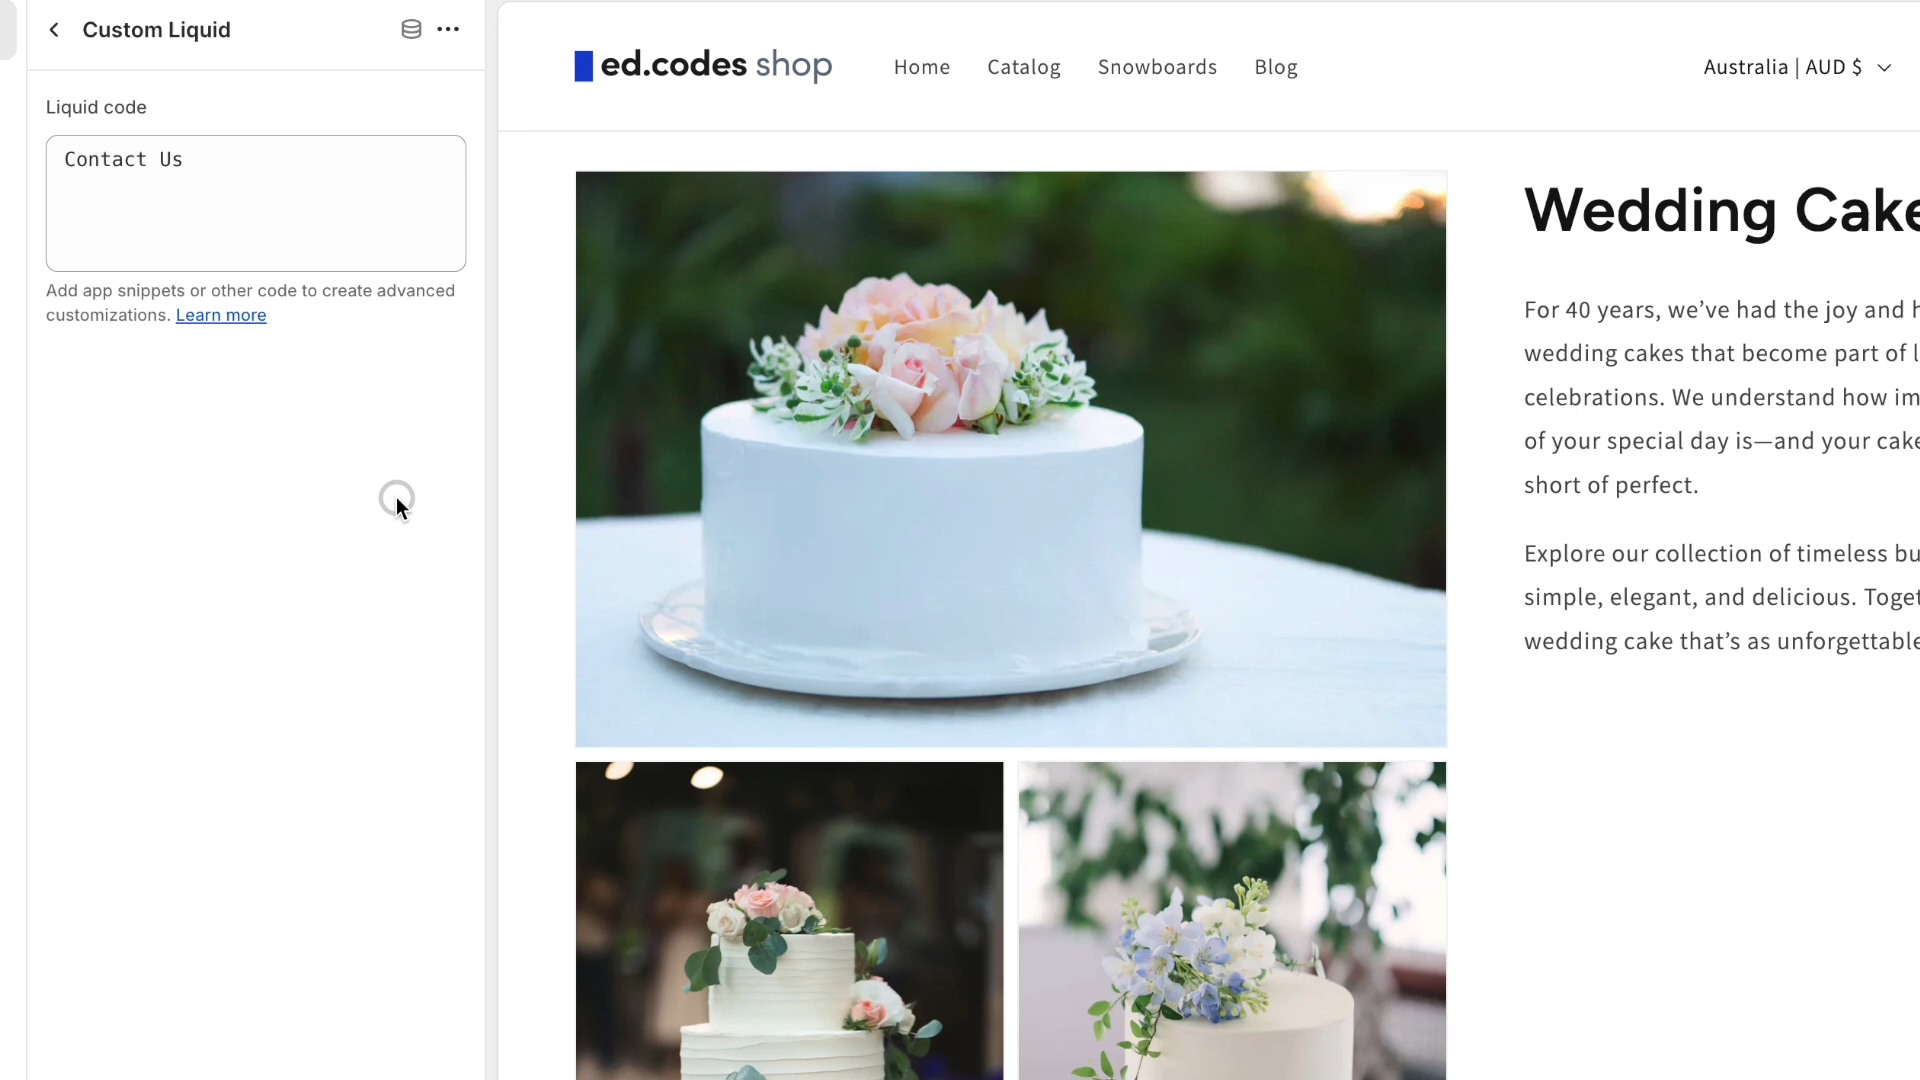 Custom Liquid
Liquid code
Contact Us
Add app snippets or other code to create advanced
customizations. Learn more
ed.codes shop
Home
Catalog
Snowboards
Blog
Australia | AUD $
Wedding Cake
For 40 years, we’ve had the joy and
wedding cakes that become part of
celebrations. We understand how
of your special day is—and your cake
short of perfect.
Explore our collection of timeless
simple, elegant, and delicious.
wedding cake that’s as unforgettable